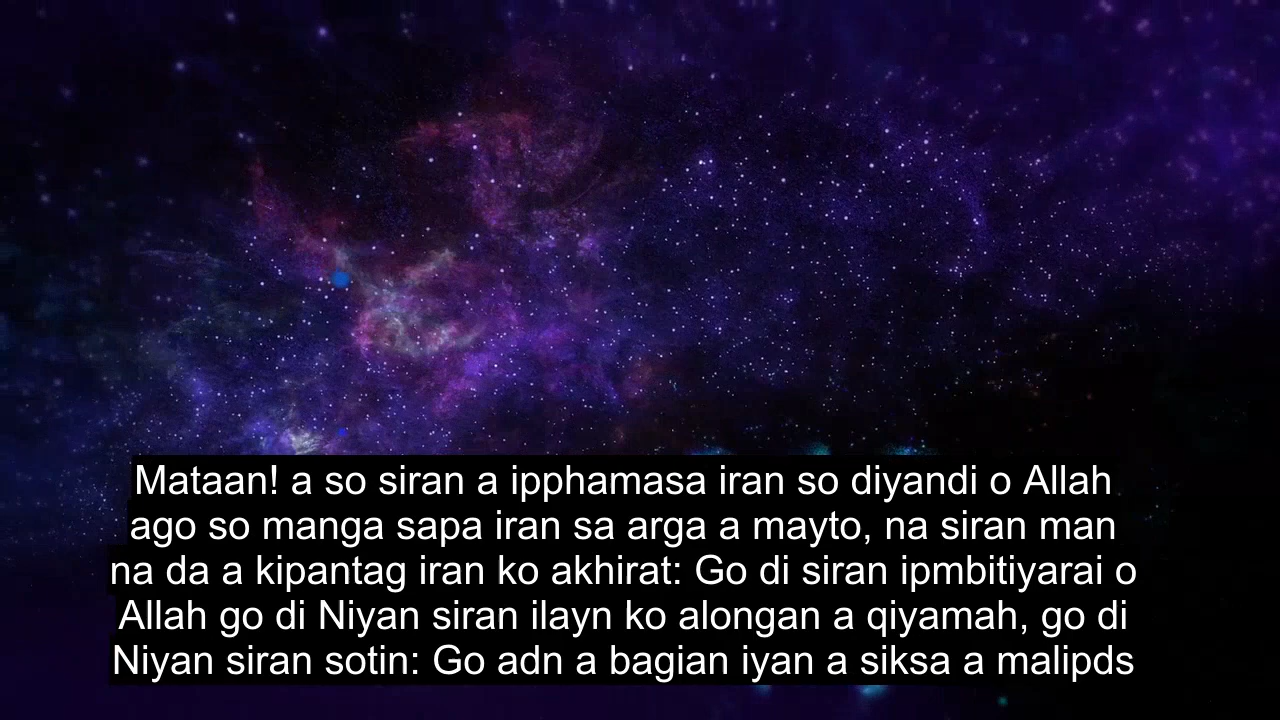 Mataan! a so siran a ipphamasa iran so diyandi o Allah
ago so manga sapa iran sa arga a mayto, na siran man
na da a kipantag iran ko akhirat: Go di siran ipmbitiyarai o
Allah go di Niyan siran ilayn ko alongan a qiyamah, go di
Niyan siran sotin: Go adn a bagian iyan a siksa a malipds